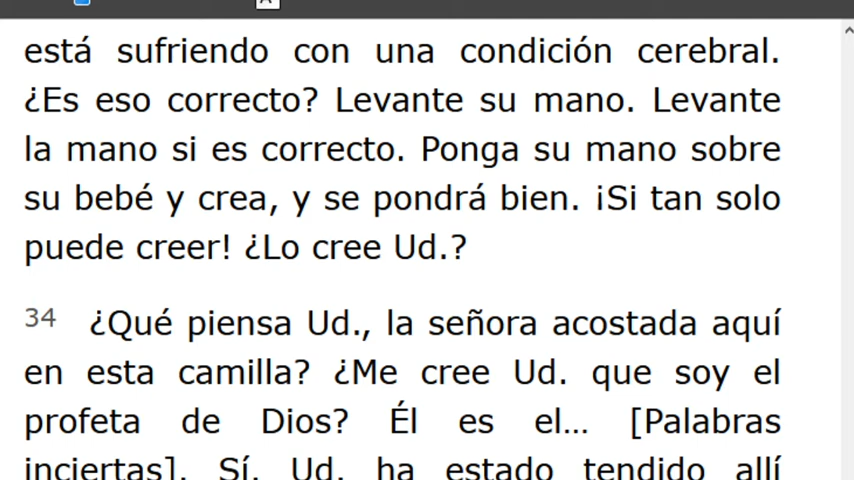 está sufriendo con una condición cerebral.
¿Es eso correcto? Levante su mano. Levante
la mano si es correcto. Ponga su mano sobre
su bebé y crea, y se pondrá bien. ¡Si tan solo
puede creer! ¿Lo cree Ud.?
34 ¿Qué piensa Ud., la señora acostada aquí
en esta camilla? ¿Me cree Ud. que soy el
profeta de Dios? Él es el… [Palabras
inciertas]. Sí, Ud. ha estado tendido allí